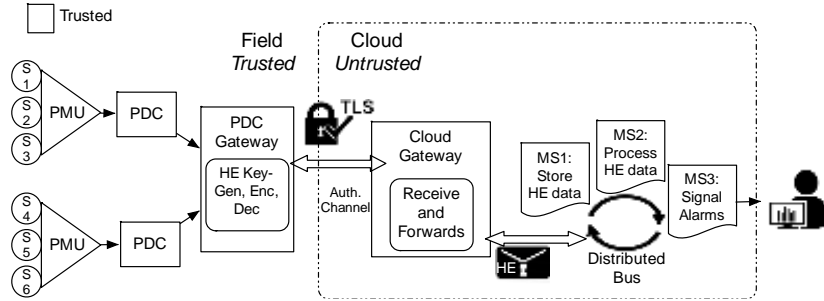 Trusted
Field
Trusted
Cloud
Untrusted
S
1
S
2
S
3
PMU
PDC
S
4
S
5
S
6
PMU
PDC
PDC
Gateway
HE Key-
Gen, Enc,
Dec
TLS
Auth.
Channel
Cloud
Gateway
Receive
and
Forwards
HE
MS1:
Store
HE data
MS2:
Process
HE data
MS3:
Signal
Alarms
Distributed
Bus